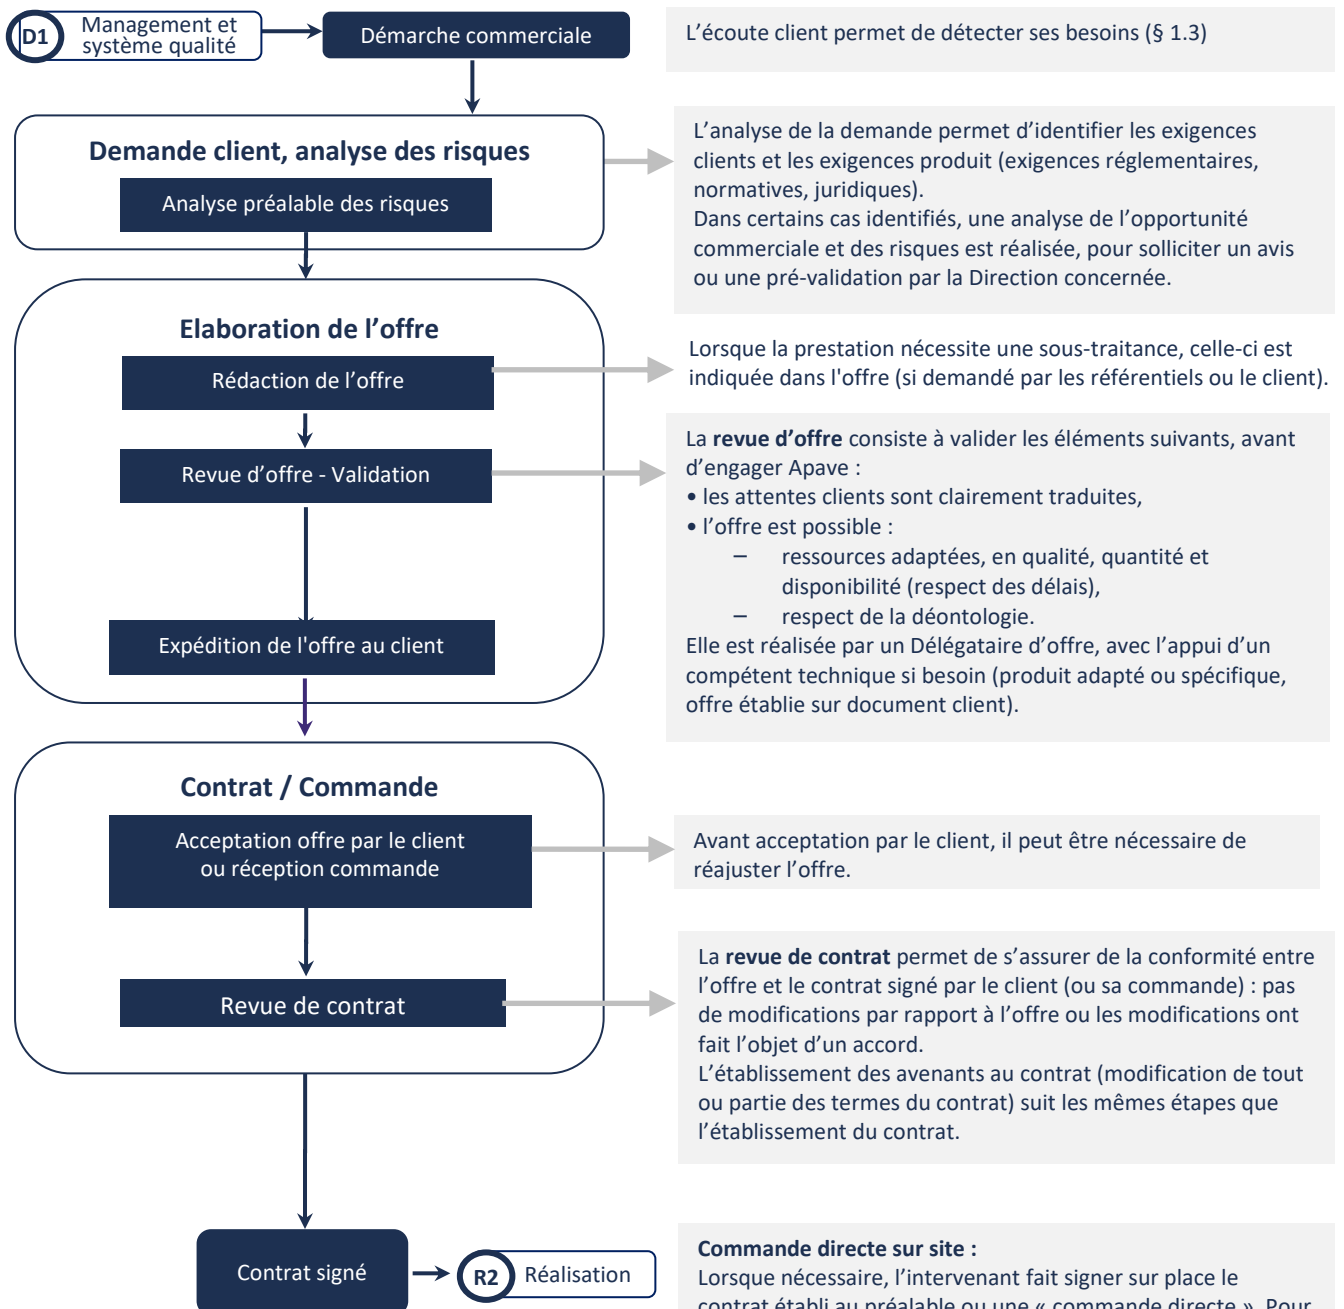 D1
Management et
système qualité
Démarche commerciale
L'écoute client permet de détecter ses besoins (§ 1.3)
Demande client, analyse des risques
Analyse préalable des risques
L'analyse de la demande permet d'identifier les exigences
clients et les exigences produit (exigences réglementaires,
normatives, juridiques).
Dans certains cas identifiés, une analyse de l'opportunité
commerciale et des risques est réalisée, pour solliciter un avis
ou une pré-validation par la Direction concernée.
Elaboration de l'offre
Rédaction de l'offre
Lorsque la prestation nécessite une sous-traitance, celle-ci est
indiquée dans l'offre (si demandé par les référentiels ou le client).
Revue d'offre - Validation
La revue d'offre consiste à valider les éléments suivants, avant
d'engager Apave :
• les attentes clients sont clairement traduites,
• l'offre est possible :
– ressources adaptées, en qualité, quantité et
disponibilité (respect des délais),
– respect de la déontologie.
Elle est réalisée par un Délégataire d'offre, avec l'appui d'un
compétent technique si besoin (produit adapté ou spécifique,
offre établie sur document client).
Expédition de l'offre au client
Contrat / Commande
Acceptation offre par le client
ou réception commande
Avant acceptation par le client, il peut être nécessaire de
réajuster l'offre.
Revue de contrat
La revue de contrat permet de s'assurer de la conformité entre
l'offre et le contrat signé par le client (ou sa commande) : pas
de modifications par rapport à l'offre ou les modifications ont
fait l'objet d'un accord.
L'établissement des avenants au contrat (modification de tout
ou partie des termes du contrat) suit les mêmes étapes que
l'établissement du contrat.
Contrat signé
R2
Réalisation
Commande directe sur site :
Lorsque nécessaire, l'intervenant fait signer sur place le
contrat établi au préalable ou une « commande directe ». Pour